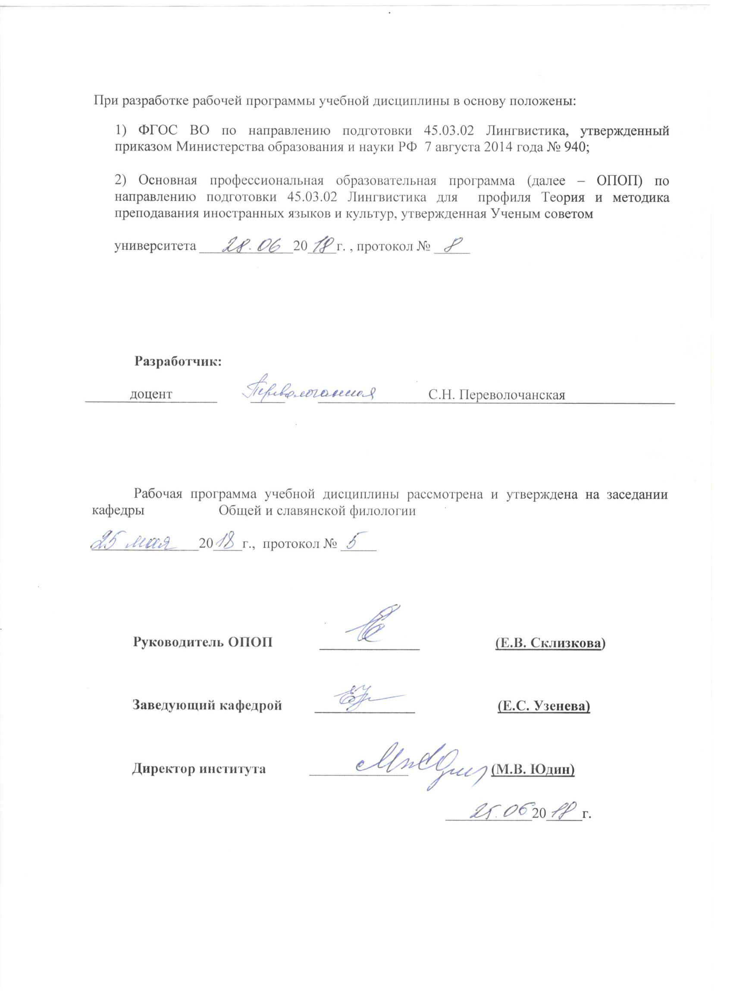 При разработке рабочей программы учебной дисциплины в основу положены:
1) ФГОС ВО по направлению подготовки 45.03.02 Лингвистика, утвержденный
приказом Министерства образования и науки РФ 7 августа 2014 года № 940;
2) Основная профессиональная образовательная программа (далее – ОПОП) по
направлению подготовки 45.03.02 Лингвистика для профиля Теория и методика
преподавания иностранных языков и культур, утвержденная Ученым советом
университета 28.06 2018 г. , протокол № 8
Разработчик:
доцент Переволочанская С.Н. Переволочанская
Рабочая программа учебной дисциплины рассмотрена и утверждена на заседании
кафедры Общей и славянской филологии
25 мая 2018 г., протокол № 5
Руководитель ОПОП (Е.В. Склизкова)
Заведующий кафедрой (Е.С. Узенева)
Директор института (М.В. Юдин)
25.06 2018 г.